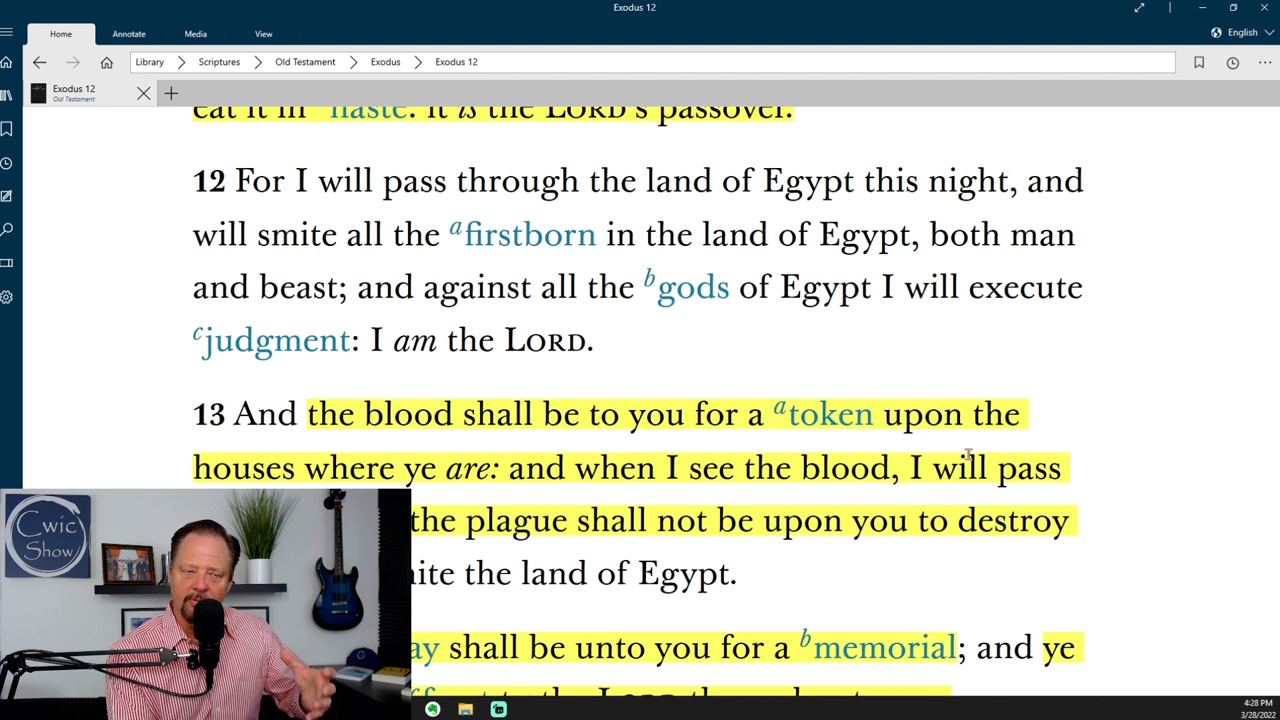 Exodus 12
Home Annotate Media View English
Library Scriptures Old Testament Exodus Exodus 12
Exodus 12
Old Testament
eat it in haste: it is the LORD's passover.
12 For I will pass through the land of Egypt this night, and
will smite all the a firstborn in the land of Egypt, both man
and beast; and against all the b gods of Egypt I will execute
c judgment: I am the LORD.
13 And the blood shall be to you for a a token upon the
houses where ye are: and when I see the blood, I will pass
the plague shall not be upon you to destroy
the land of Egypt.
shall be unto you for a b memorial; and ye
Cwic
Show
4:28 PM
3/28/2022